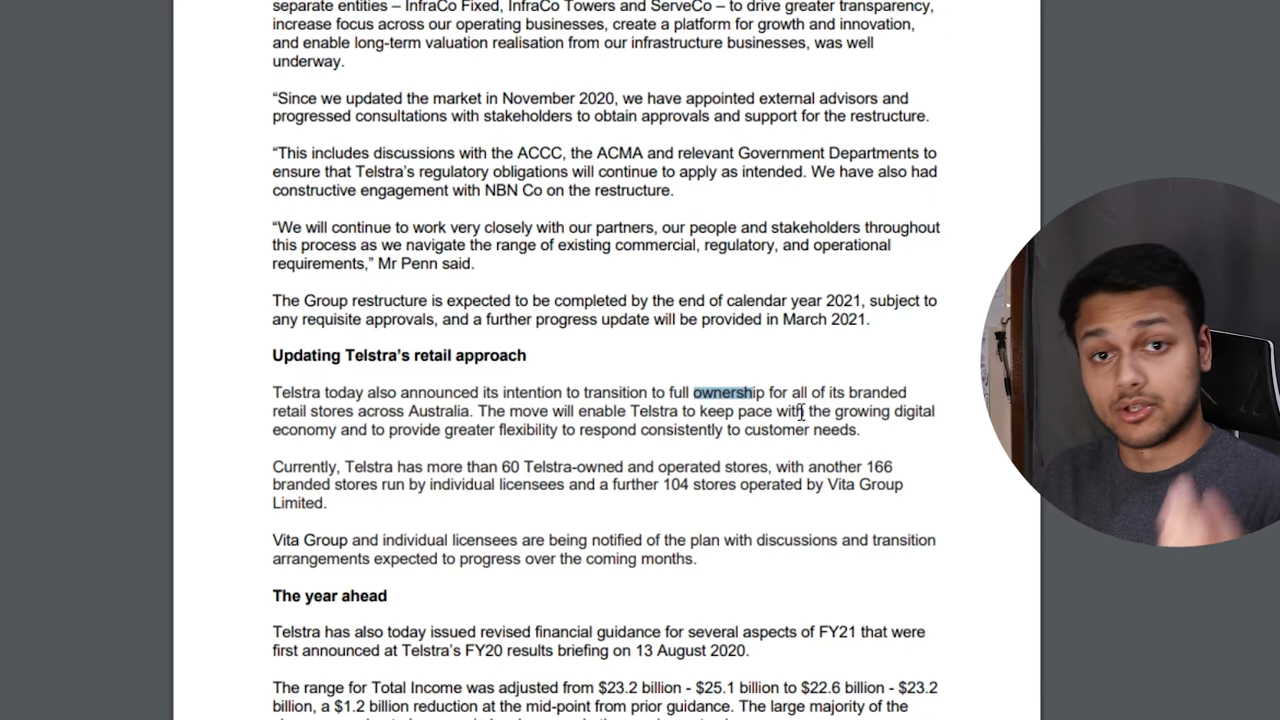 separate entities – InfraCo Fixed, InfraCo Towers and ServeCo – to drive greater transparency,
increase focus across our operating businesses, create a platform for growth and innovation,
and enable long-term valuation realisation from our infrastructure businesses, was well
underway.
“Since we updated the market in November 2020, we have appointed external advisors and
progressed consultations with stakeholders to obtain approvals and support for the restructure.
“This includes discussions with the ACCC, the ACMA and relevant Government Departments to
ensure that Telstra’s regulatory obligations will continue to apply as intended. We have also had
constructive engagement with NBN Co on the restructure.
“We will continue to work very closely with our partners, our people and stakeholders throughout
this process as we navigate the range of existing commercial, regulatory, and operational
requirements,” Mr Penn said.
The Group restructure is expected to be completed by the end of calendar year 2021, subject to
any requisite approvals, and a further progress update will be provided in March 2021.
Updating Telstra’s retail approach
Telstra today also announced its intention to transition to full ownership for all of its branded
retail stores across Australia. The move will enable Telstra to keep pace with the growing digital
economy and to provide greater flexibility to respond consistently to customer needs.
Currently, Telstra has more than 60 Telstra-owned and operated stores, with another 166
branded stores run by individual licensees and a further 104 stores operated by Vita Group
Limited.
Vita Group and individual licensees are being notified of the plan with discussions and transition
arrangements expected to progress over the coming months.
The year ahead
Telstra has also today issued revised financial guidance for several aspects of FY21 that were
first announced at Telstra’s FY20 results briefing on 13 August 2020.
The range for Total Income was adjusted from $23.2 billion - $25.1 billion to $22.6 billion - $23.2
billion, a $1.2 billion reduction at the mid-point from prior guidance. The large majority of the